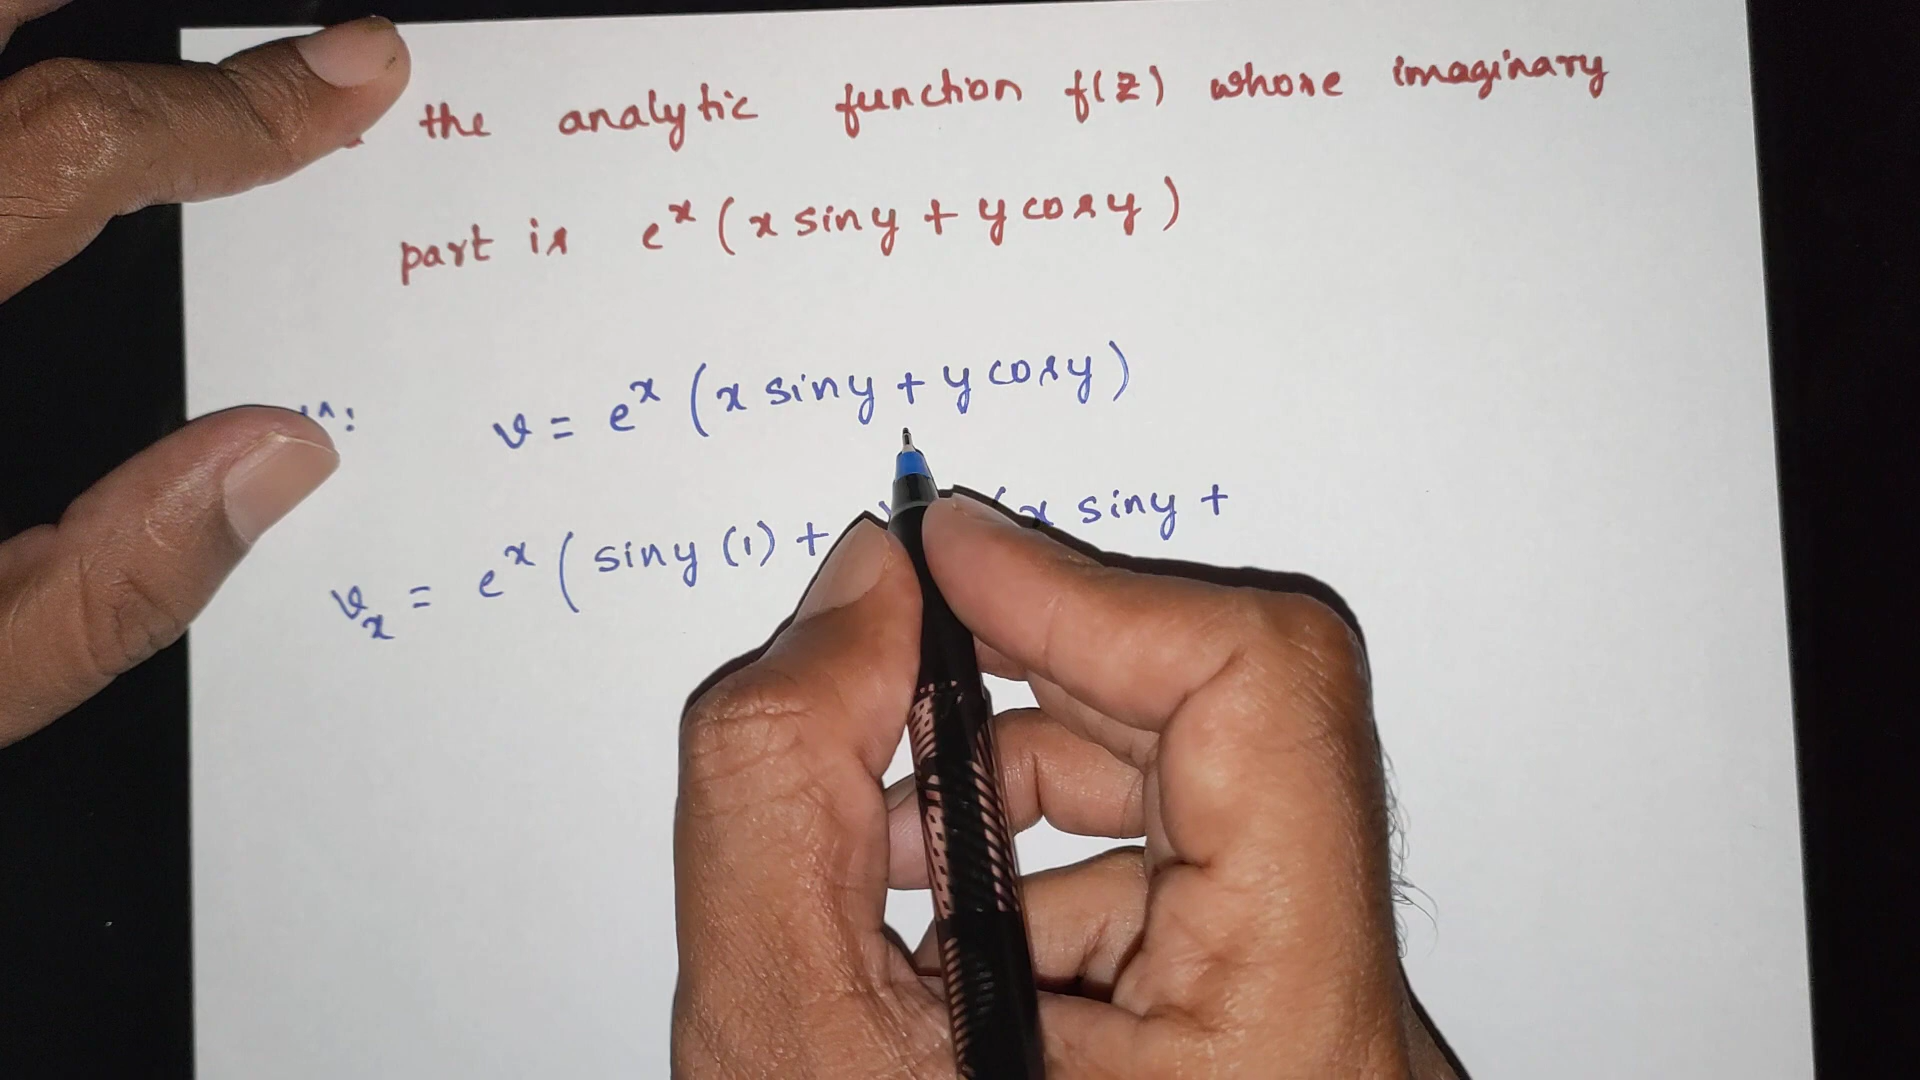 the analytic function f(z) whose imaginary
part is e^x (x sin y + y cos y)
v = e^x (x sin y + y cos y)
v_x = e^x ( sin y (1) + (x sin y +